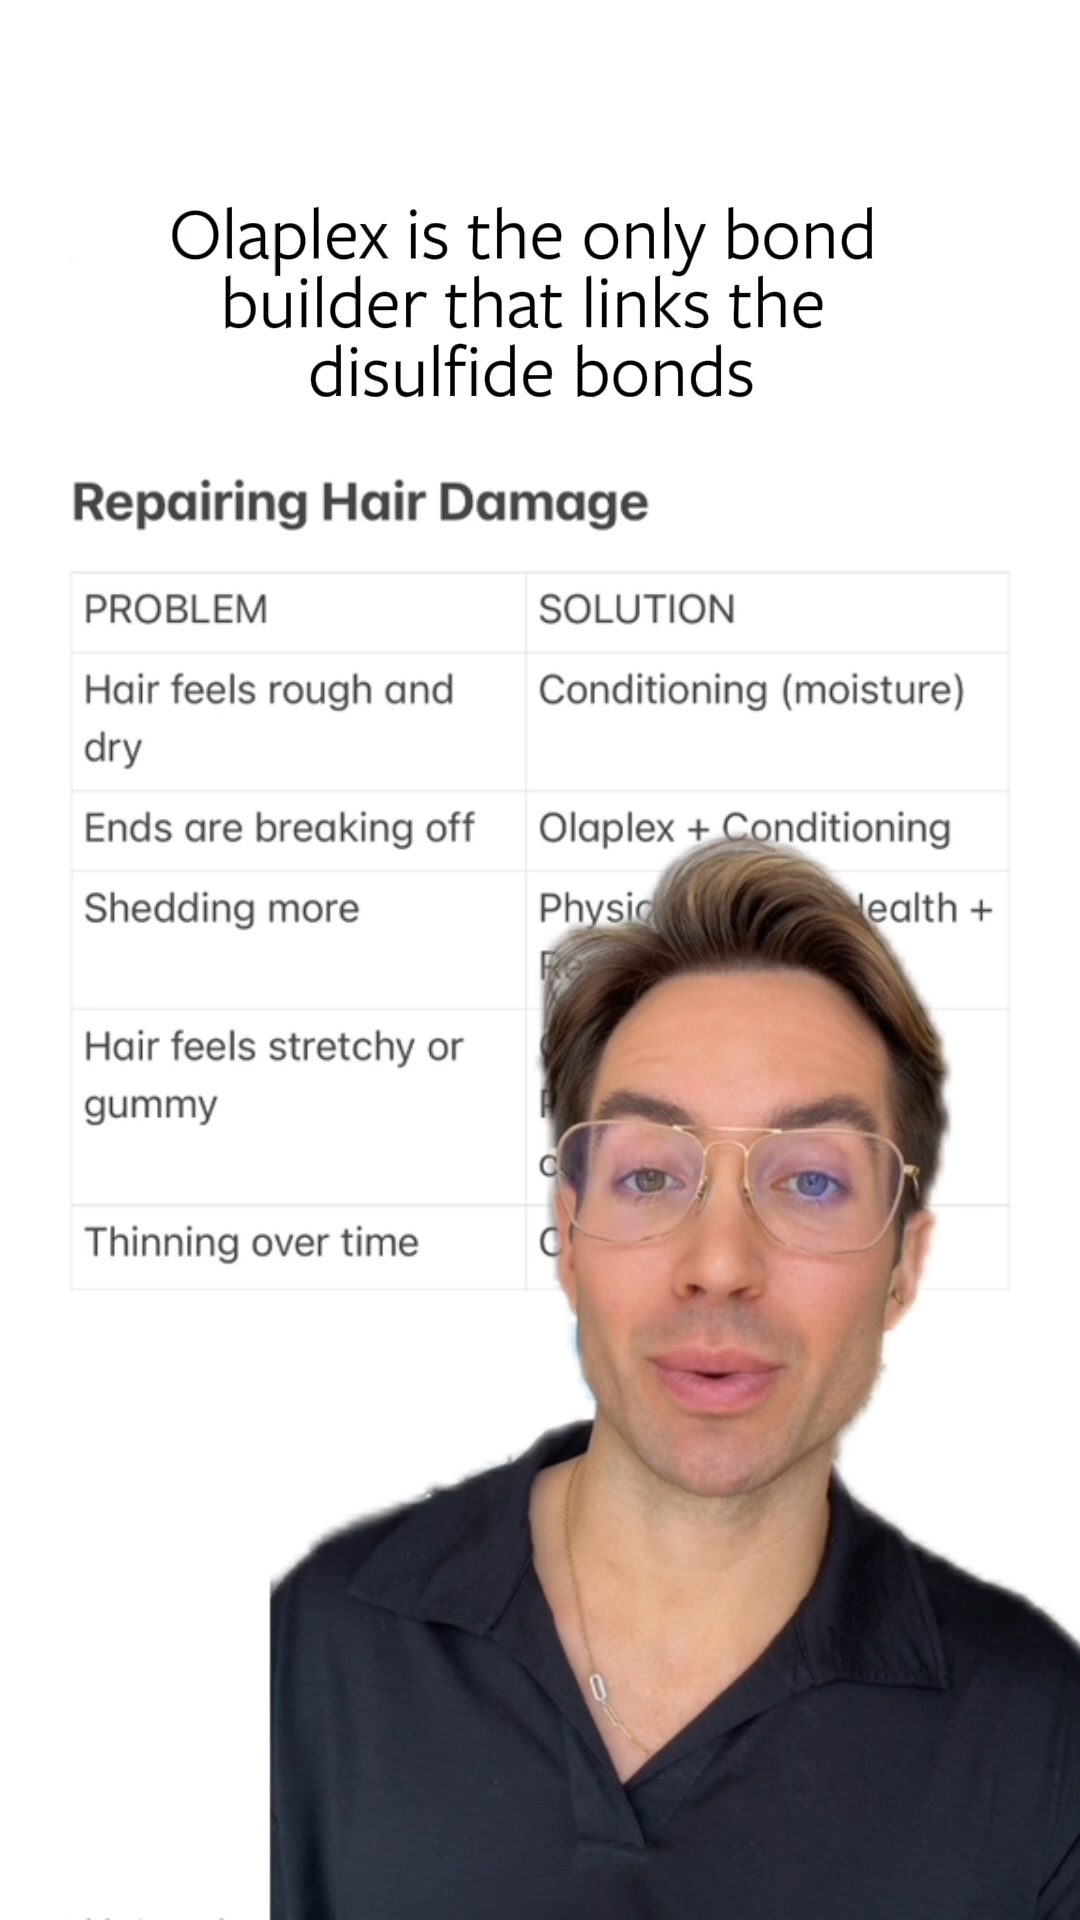 Olaplex is the only bond
builder that links the
disulfide bonds
Repairing Hair Damage
PROBLEM
SOLUTION
Hair feels rough and
dry
Conditioning (moisture)
Ends are breaking off
Olaplex + Conditioning
Shedding more
+
Hair feels stretchy or
gummy
Thinning over time